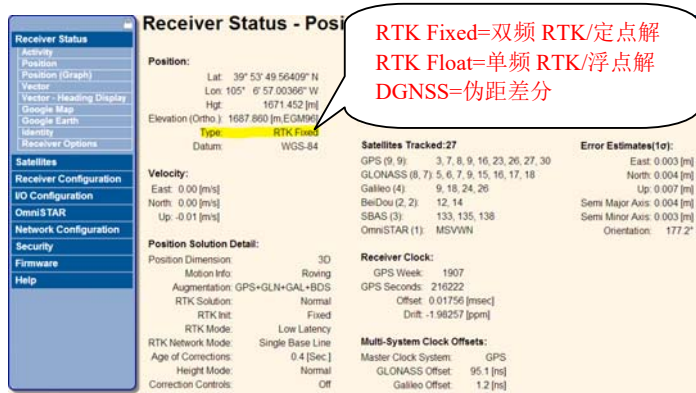 Receiver Status - Posi
RTK Fixed=双频 RTK/定点解
RTK Float=单频 RTK/浮点解
DGNSS=伪距差分
Receiver Status
Activity
Position
Position (Graph)
Vector
Vector - Heading Display
Google Map
Google Earth
Identity
Receiver Options
Satellites
Receiver Configuration
I/O Configuration
OmniSTAR
Network Configuration
Security
Firmware
Help
Position:
Lat: 39° 53' 49.56409" N
Lon: 105° 6' 57.00366" W
Hgt: 1671.452 [m]
Elevation (Ortho.): 1687.860 [m,EGM96]
Type: RTK Fixed
Datum: WGS-84
Velocity:
East: 0.00 [m/s]
North: 0.00 [m/s]
Up: -0.01 [m/s]
Position Solution Detail:
Position Dimension: 3D
Motion Info: Roving
Augmentation: GPS+GLN+GAL+BDS
RTK Solution: Normal
RTK Init: Fixed
RTK Mode: Low Latency
RTK Network Mode: Single Base Line
Age of Corrections: 0.4 [Sec.]
Height Mode: Normal
Correction Controls: Off
Satellites Tracked:27
GPS (9, 9): 3, 7, 8, 9, 16, 23, 26, 27, 30
GLONASS (8, 7): 5, 6, 7, 9, 15, 16, 17, 18
Galileo (4): 9, 18, 24, 26
BeiDou (2, 2): 12, 14
SBAS (3): 133, 135, 138
OmniSTAR (1): MSVWN
Receiver Clock:
GPS Week: 1907
GPS Seconds: 216222
Offset: 0.01756 [msec]
Drift: -1.98257 [ppm]
Multi-System Clock Offsets:
Master Clock System: GPS
GLONASS Offset: 95.1 [ns]
Galileo Offset: 1.2 [ns]
Error Estimates(1σ):
East: 0.003 [m]
North: 0.004 [m]
Up: 0.007 [m]
Semi Major Axis: 0.004 [m]
Semi Minor Axis: 0.003 [m]
Orientation: 177.2°